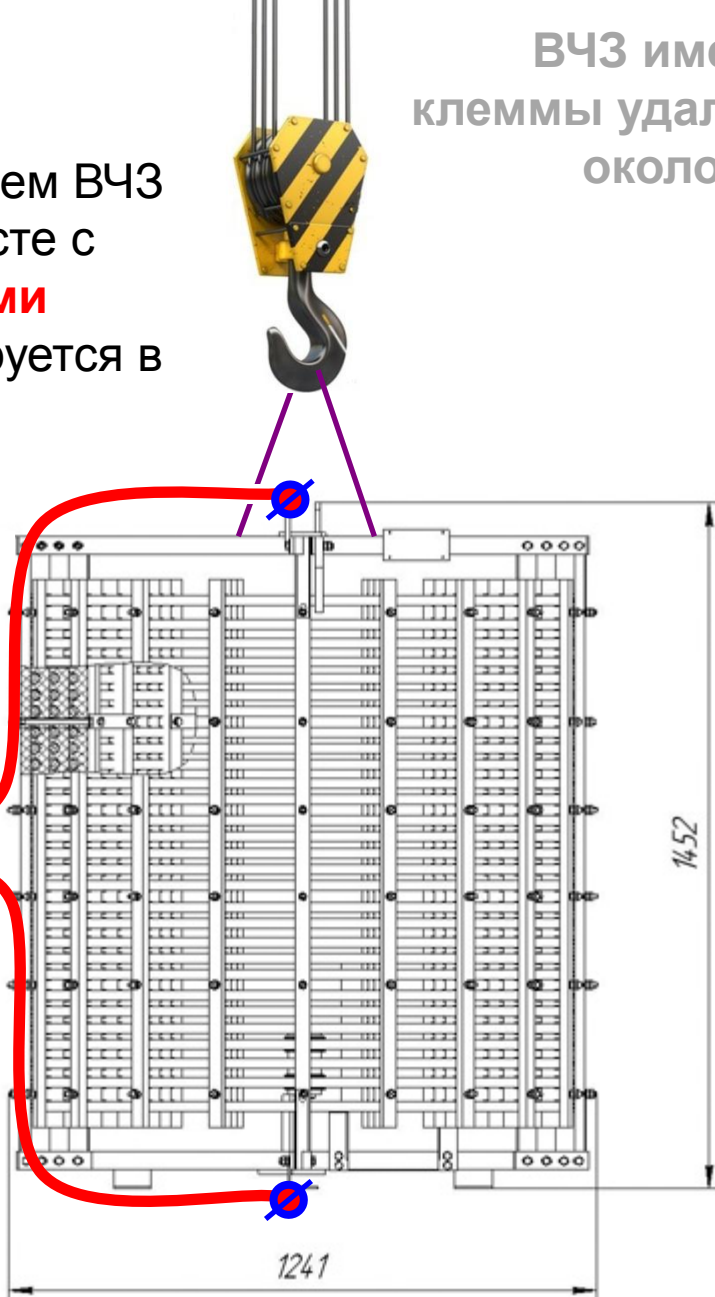 ВЧЗ име
клеммы удал
около
ем ВЧЗ
сте с
ми
руется в
1452
1241